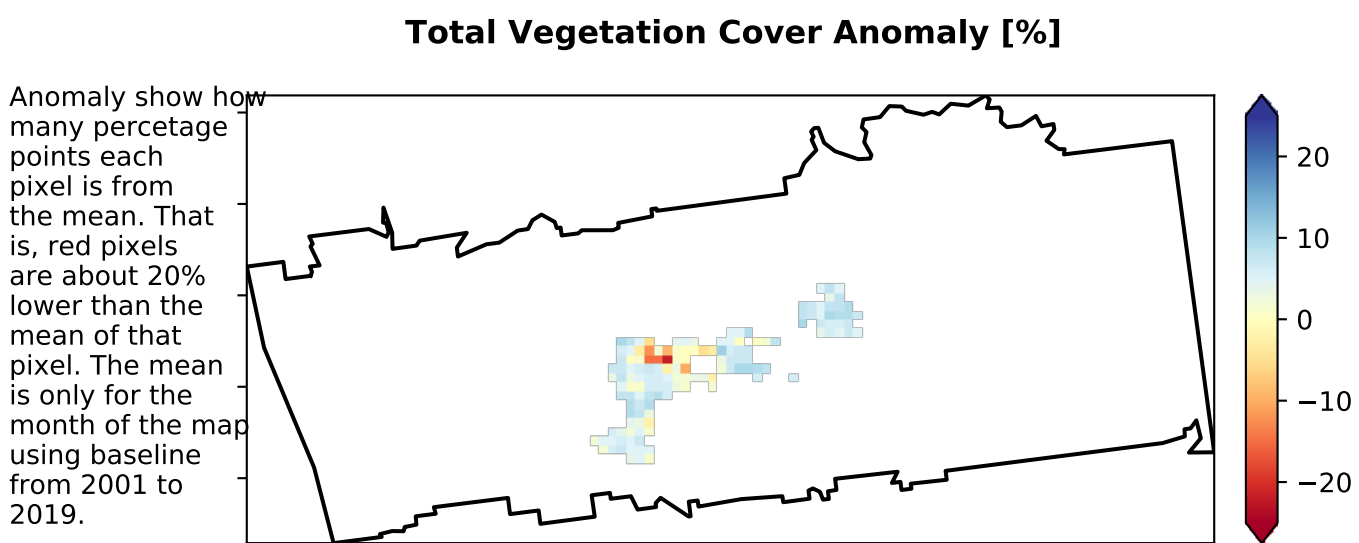 Total Vegetation Cover Anomaly [%]
Anomaly show how
many percetage
points each
pixel is from
the mean. That
is, red pixels
are about 20%
lower than the
mean of that
pixel. The mean
is only for the
month of the map
using baseline
from 2001 to
2019.
20
10
0
−10
−20